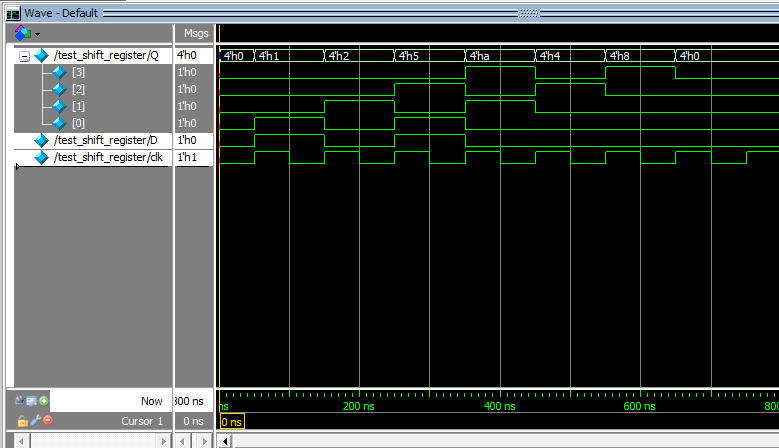 Wave - Default
Msgs
/test_shift_register/Q 4'h0 4'h0 4'h1 4'h2 4'h5 4'ha 4'h4 4'h8 4'h0
[3] 1'h0
[2] 1'h0
[1] 1'h0
[0] 1'h0
/test_shift_register/D 1'h0
/test_shift_register/clk 1'h1
Now 300 ns ns 200 ns 400 ns 600 ns 800
Cursor 1 0 ns 0 ns